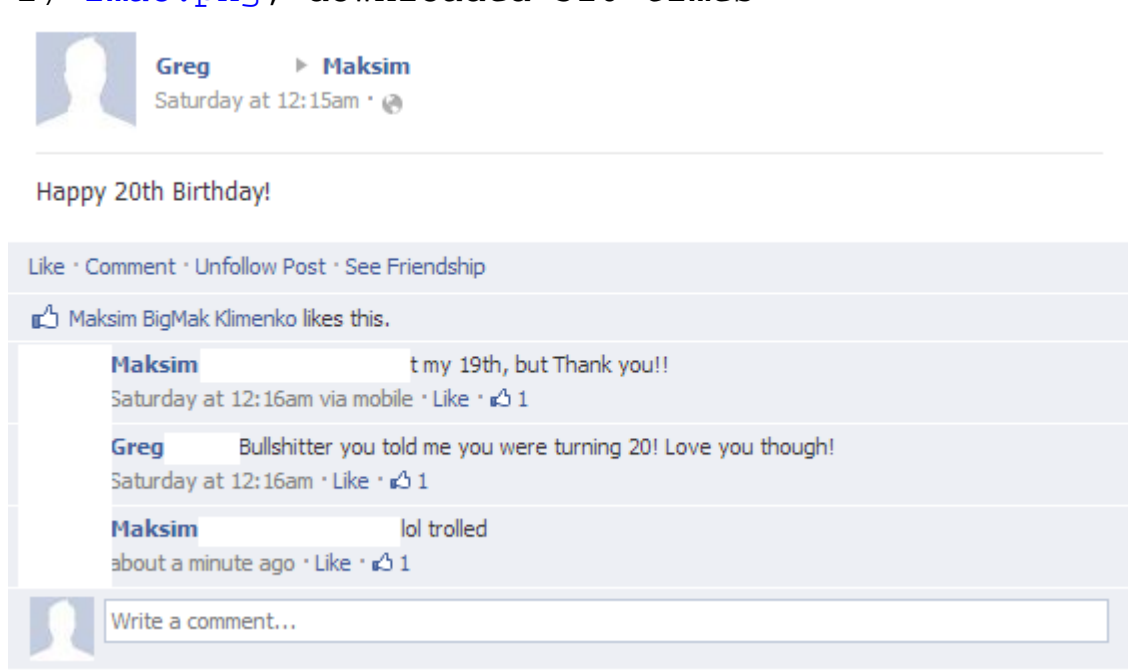 Greg Maksim
Saturday at 12:15am ·
Happy 20th Birthday!
Like · Comment · Unfollow Post · See Friendship
Maksim BigMak Klimenko likes this.
Maksim t my 19th, but Thank you!!
Saturday at 12:16am via mobile · Like · 1
Greg Bullshitter you told me you were turning 20! Love you though!
Saturday at 12:16am · Like · 1
Maksim lol trolled
about a minute ago · Like · 1
Write a comment...